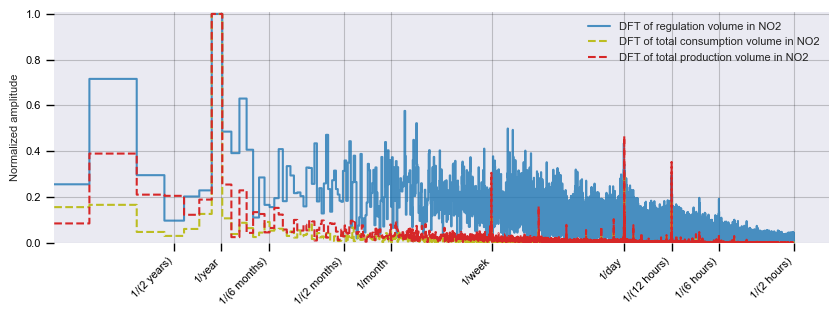 DFT of regulation volume in NO2
DFT of total consumption volume in NO2
DFT of total production volume in NO2
Normalized amplitude
1.0
0.8
0.6
0.4
0.2
0.0
1/(2 years)
1/year
1/(6 months)
1/(2 months)
1/month
1/week
1/day
1/(12 hours)
1/(6 hours)
1/(2 hours)